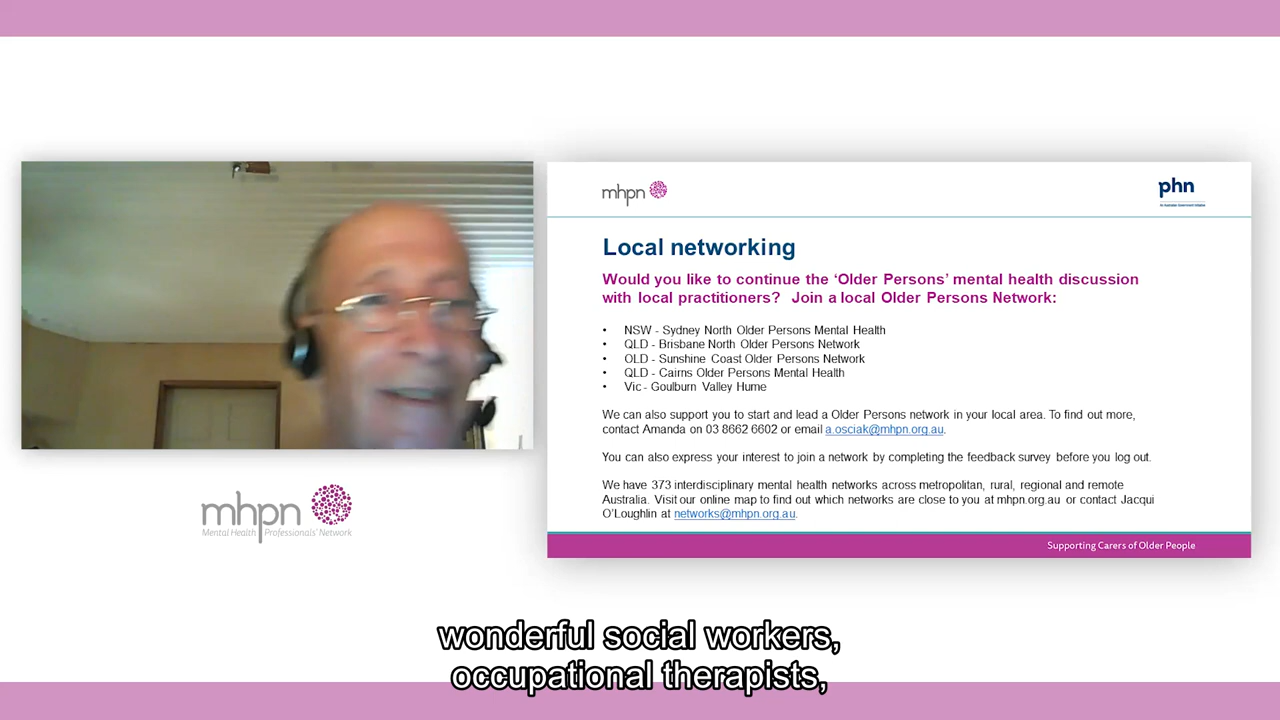 mhpn
phn
An Australian Government Initiative
Local networking
Would you like to continue the ‘Older Persons’ mental health discussion
with local practitioners?  Join a local Older Persons Network:
• NSW - Sydney North Older Persons Mental Health
• QLD - Brisbane North Older Persons Network
• OLD - Sunshine Coast Older Persons Network
• QLD - Cairns Older Persons Mental Health
• Vic - Goulburn Valley Hume
We can also support you to start and lead a Older Persons network in your local area. To find out more,
contact Amanda on 03 8662 6602 or email a.osciak@mhpn.org.au.
You can also express your interest to join a network by completing the feedback survey before you log out.
We have 373 interdisciplinary mental health networks across metropolitan, rural, regional and remote
Australia. Visit our online map to find out which networks are close to you at mhpn.org.au or contact Jacqui
O’Loughlin at networks@mhpn.org.au.
Supporting Carers of Older People
mhpn
Mental Health Professionals’ Network
wonderful social workers,
occupational therapists,